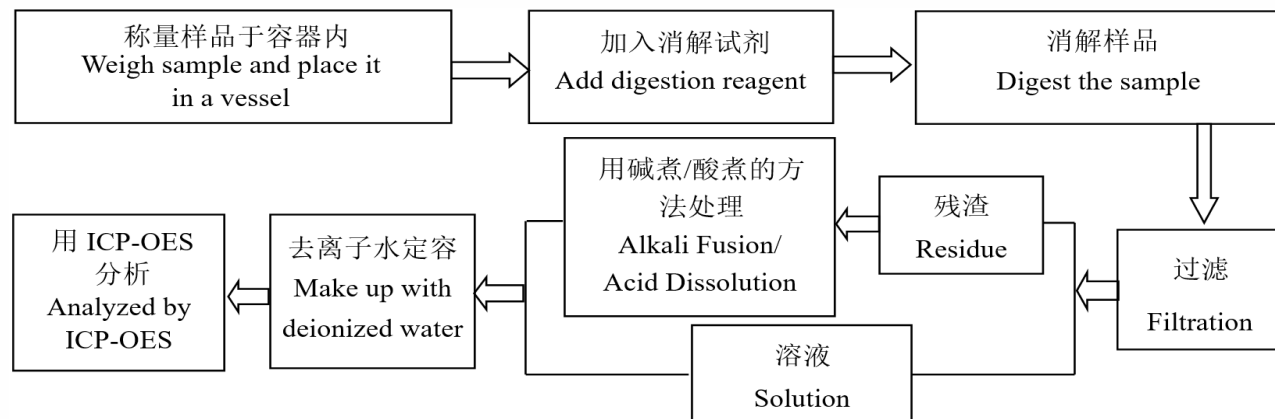 称量样品于容器内
Weigh sample and place it
in a vessel
加入消解试剂
Add digestion reagent
消解样品
Digest the sample
过滤
Filtration
残渣
Residue
用碱煮/酸煮的方
法处理
Alkali Fusion/
Acid Dissolution
溶液
Solution
去离子水定容
Make up with
deionized water
用 ICP-OES
分析
Analyzed by
ICP-OES